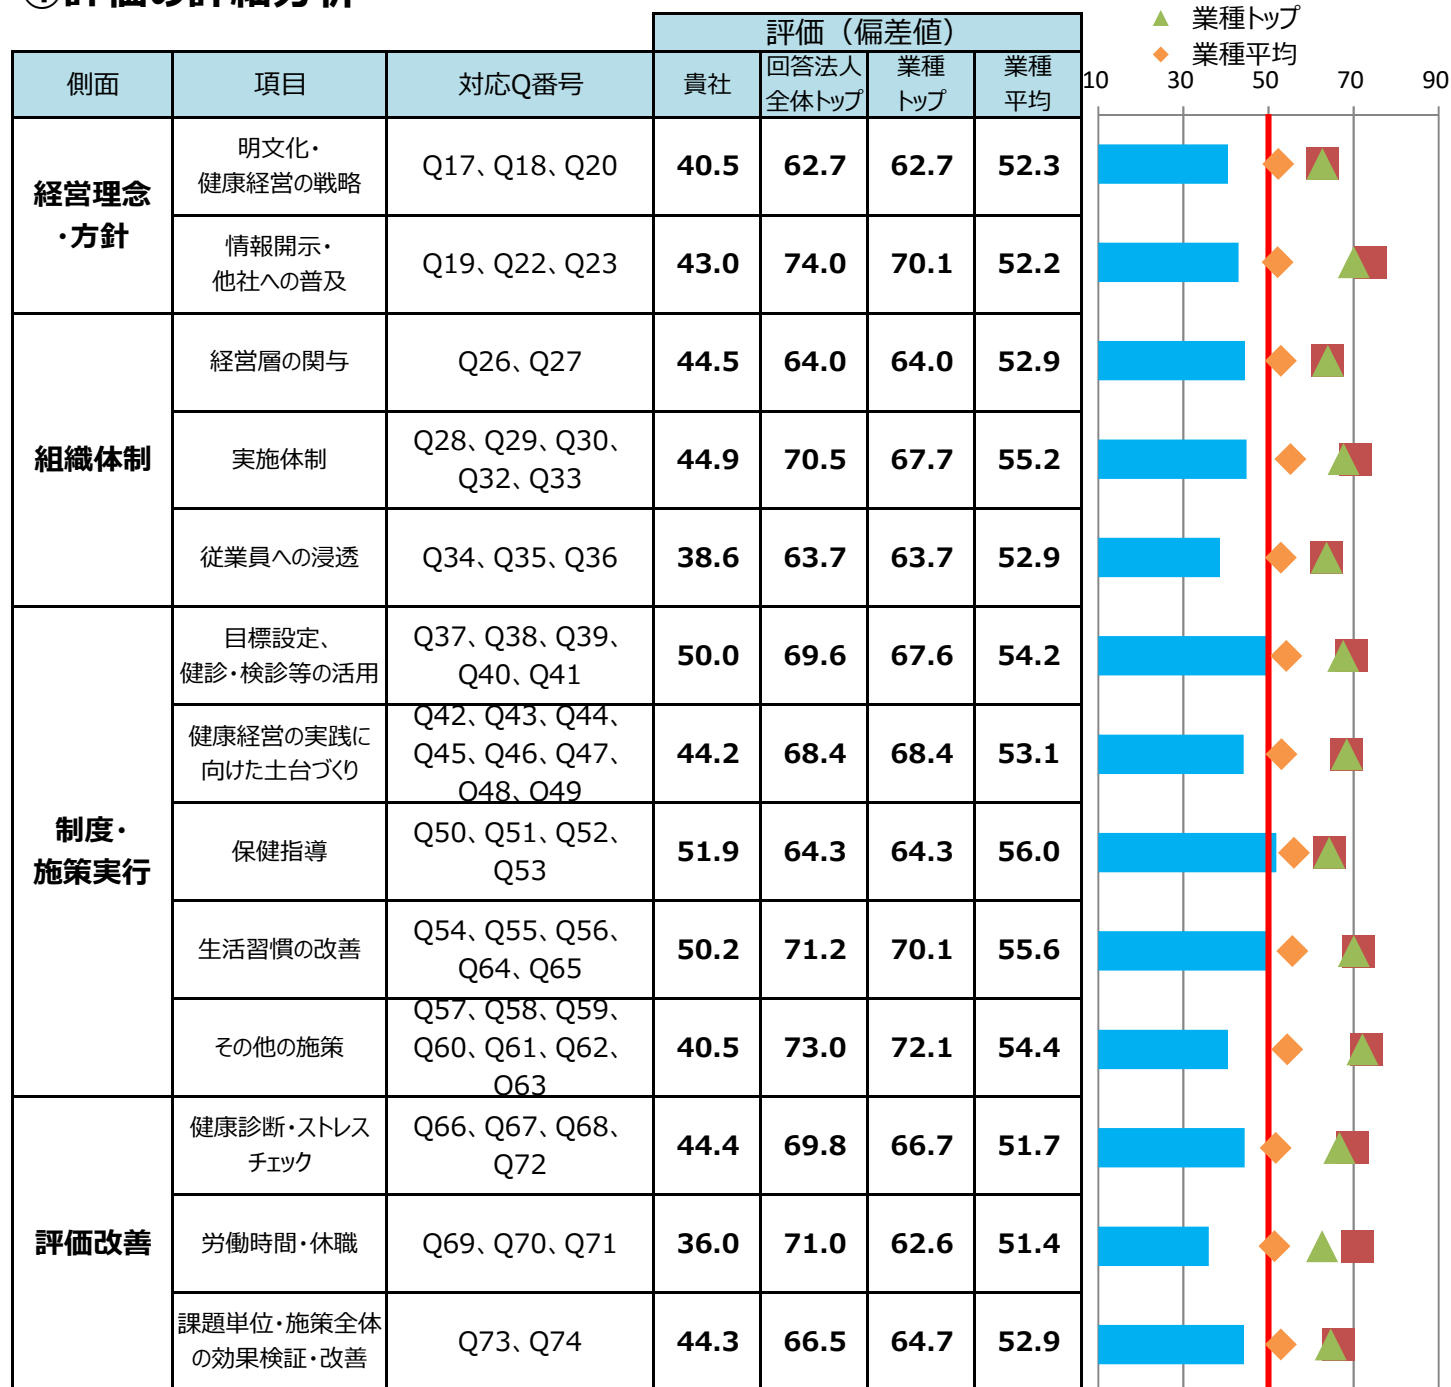 ①評価の詳細分析
業種トップ
業種平均
評価（偏差値）
側面 項目 対応Q番号 貴社 回答法人全体トップ 業種トップ 業種平均
10 30 50 70 90
経営理念・方針
明文化・健康経営の戦略 Q17、Q18、Q20 40.5 62.7 62.7 52.3
情報開示・他社への普及 Q19、Q22、Q23 43.0 74.0 70.1 52.2
組織体制
経営層の関与 Q26、Q27 44.5 64.0 64.0 52.9
実施体制 Q28、Q29、Q30、Q32、Q33 44.9 70.5 67.7 55.2
従業員への浸透 Q34、Q35、Q36 38.6 63.7 63.7 52.9
制度・施策実行
目標設定、健診・検診等の活用 Q37、Q38、Q39、Q40、Q41 50.0 69.6 67.6 54.2
健康経営の実践に向けた土台づくり Q42、Q43、Q44、Q45、Q46、Q47、Q48、Q49 44.2 68.4 68.4 53.1
保健指導 Q50、Q51、Q52、Q53 51.9 64.3 64.3 56.0
生活習慣の改善 Q54、Q55、Q56、Q64、Q65 50.2 71.2 70.1 55.6
その他の施策 Q57、Q58、Q59、Q60、Q61、Q62、Q63 40.5 73.0 72.1 54.4
評価改善
健康診断・ストレスチェック Q66、Q67、Q68、Q72 44.4 69.8 66.7 51.7
労働時間・休職 Q69、Q70、Q71 36.0 71.0 62.6 51.4
課題単位・施策全体の効果検証・改善 Q73、Q74 44.3 66.5 64.7 52.9